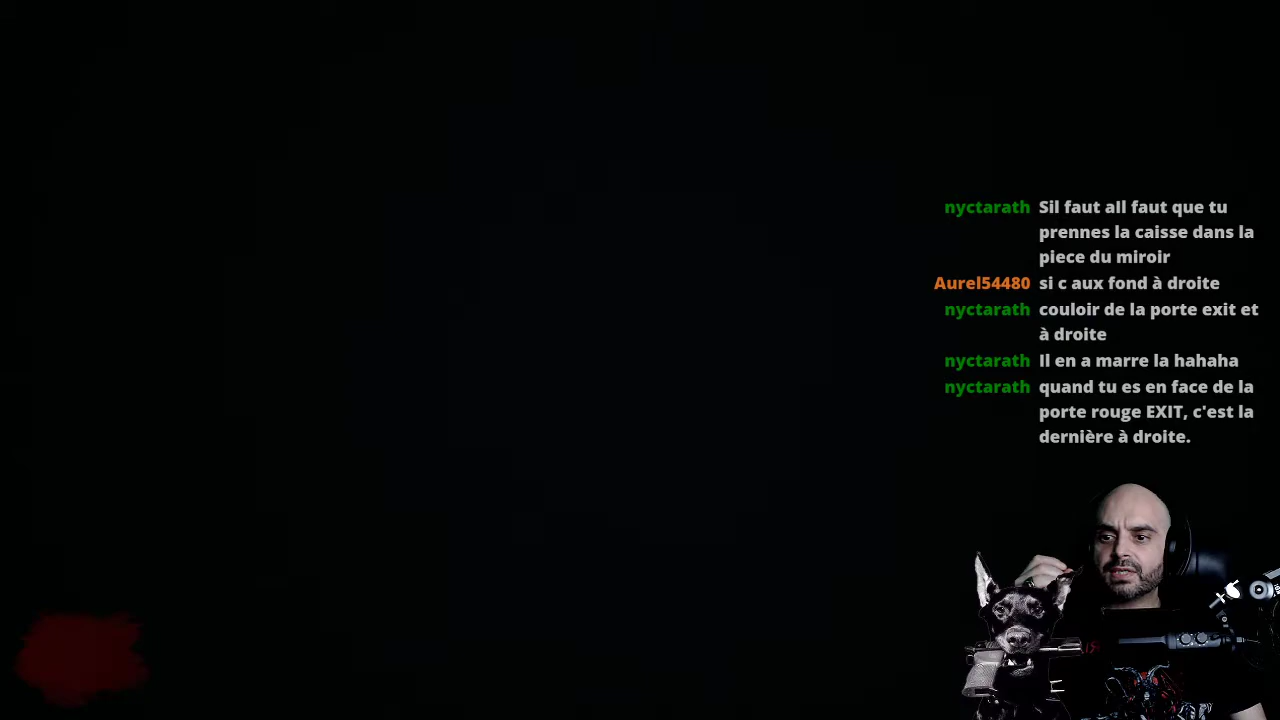 nyctarath Sil faut all faut que tu
prennes la caisse dans la
piece du miroir
Aurel54480 si c aux fond à droite
nyctarath couloir de la porte exit et
à droite
nyctarath Il en a marre la hahaha
nyctarath quand tu es en face de la
porte rouge EXIT, c'est la
dernière à droite.